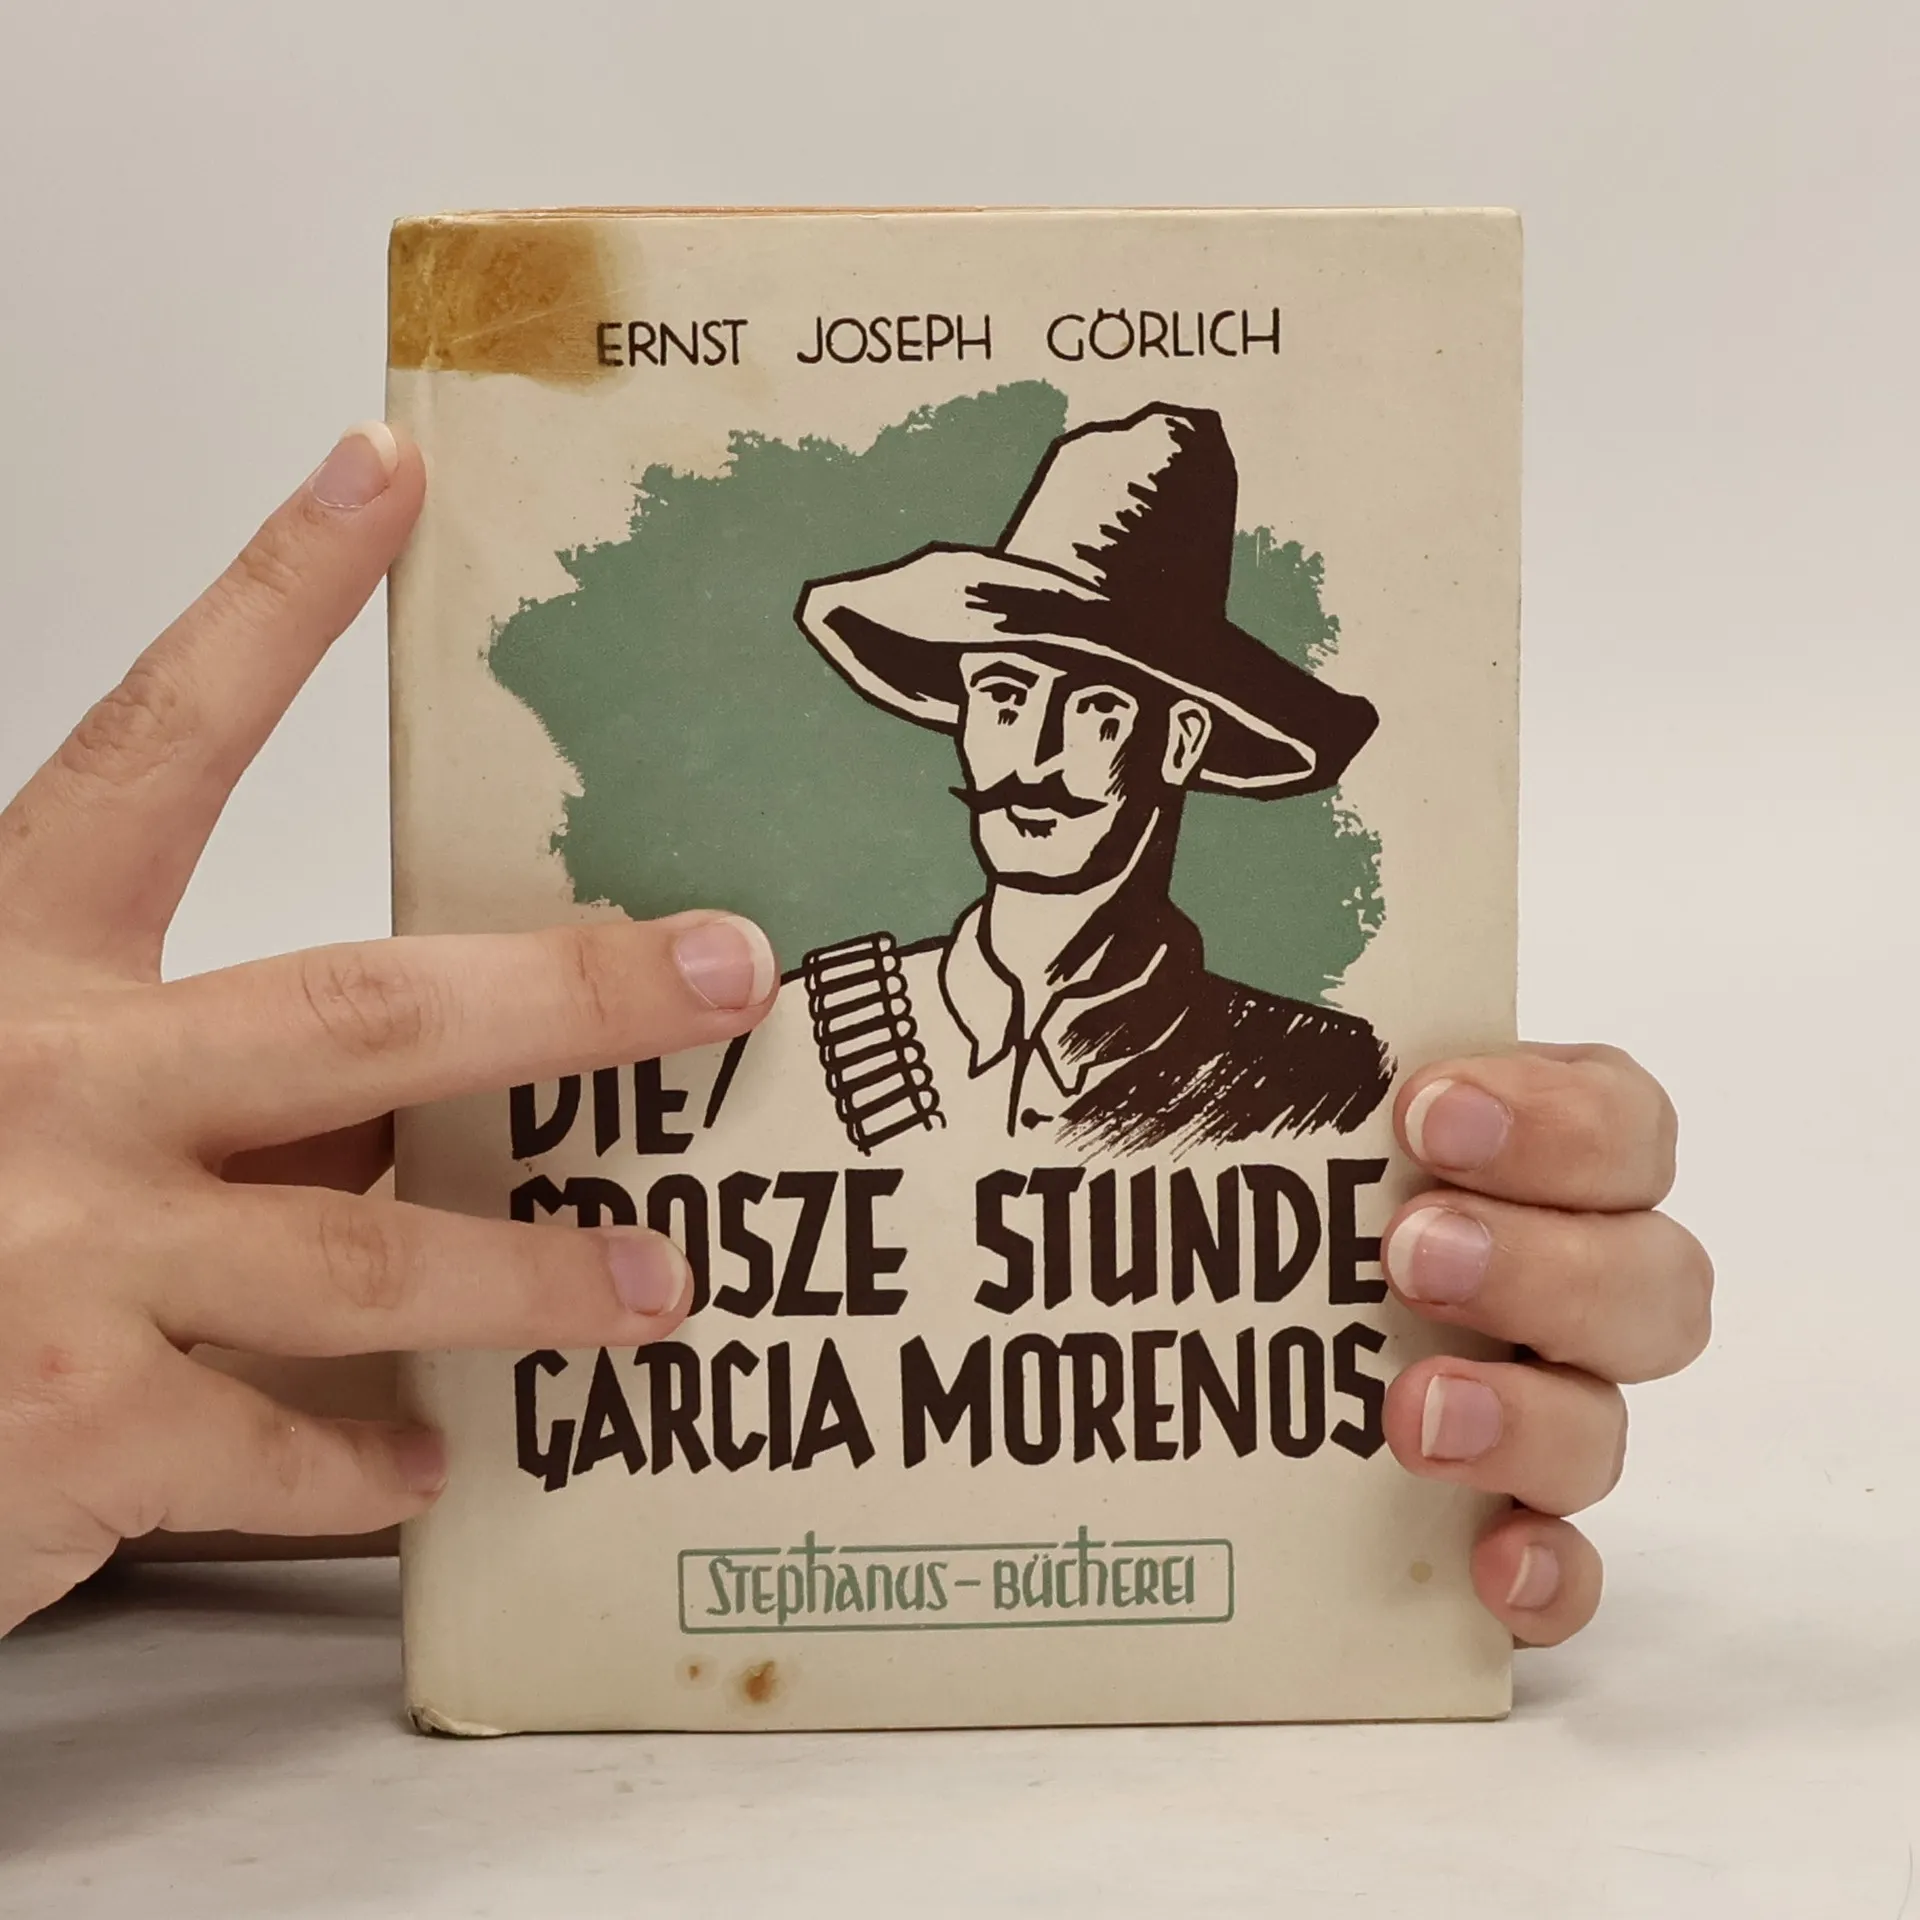 ERNST JOSEPH GÖRLICH
DIE
GROSZE STUNDE
GARCIA MORENOS
STEPHANUS-BÜCHEREI